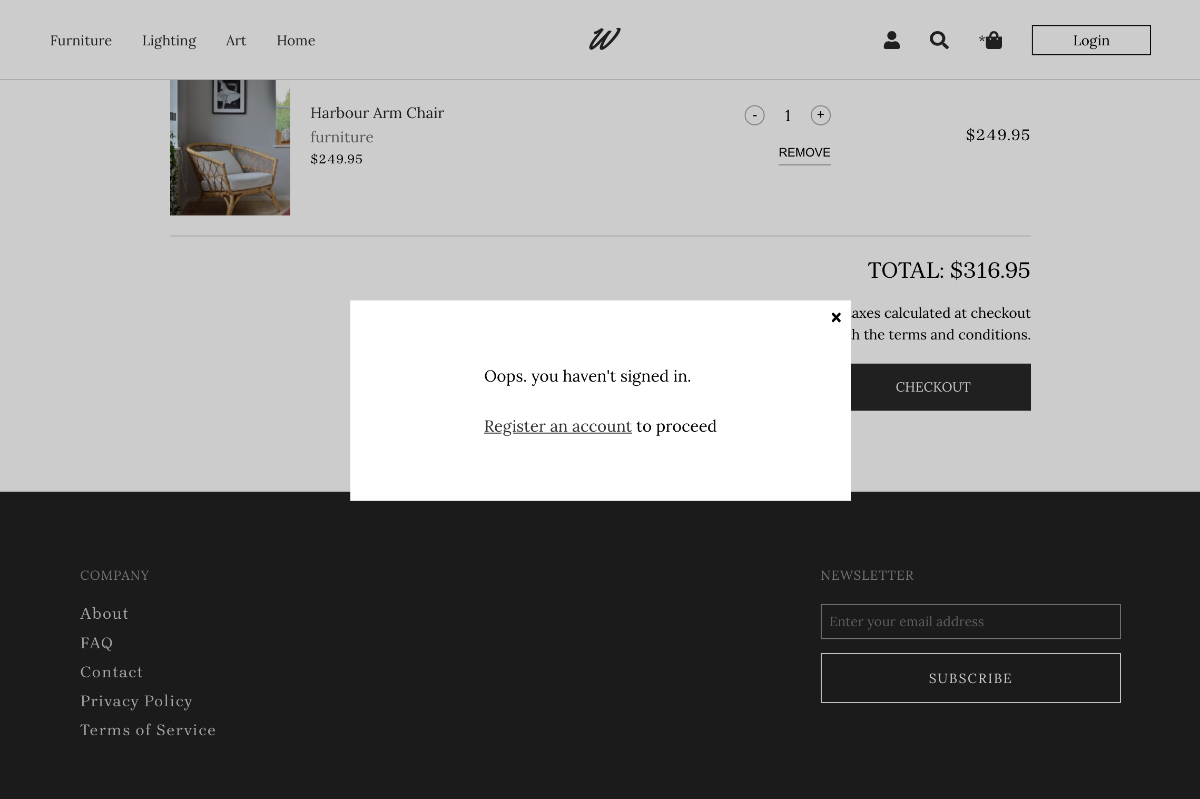 Furniture Lighting Art Home
W
*
Login
Harbour Arm Chair
furniture
$249.95
- 1 +
REMOVE
$249.95
TOTAL: $316.95
axes calculated at checkout
h the terms and conditions.
CHECKOUT
Oops. you haven't signed in.
Register an account to proceed
COMPANY
About
FAQ
Contact
Privacy Policy
Terms of Service
NEWSLETTER
Enter your email address
SUBSCRIBE